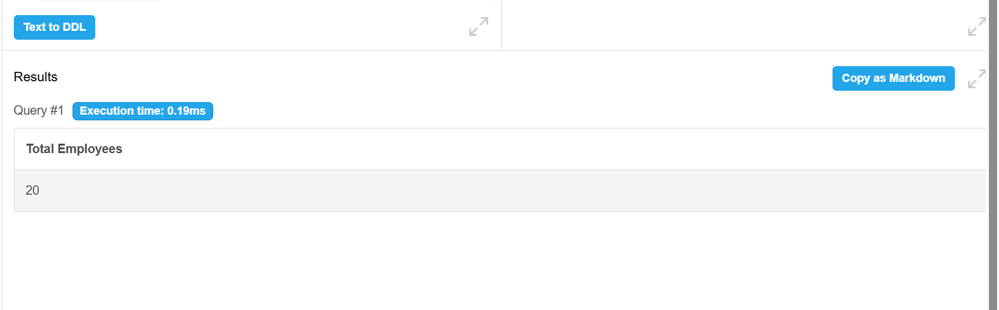 Text to DDL
Results
Copy as Markdown
Query #1 Execution time: 0.19ms
Total Employees
20